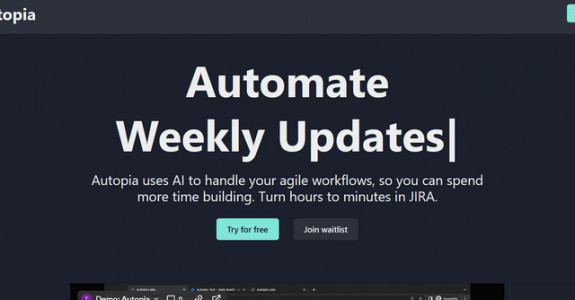 topia
Automate
Weekly Updates|
Autopia uses AI to handle your agile workflows, so you can spend
more time building. Turn hours to minutes in JIRA.
Try for free Join waitlist
Demo: Autopia